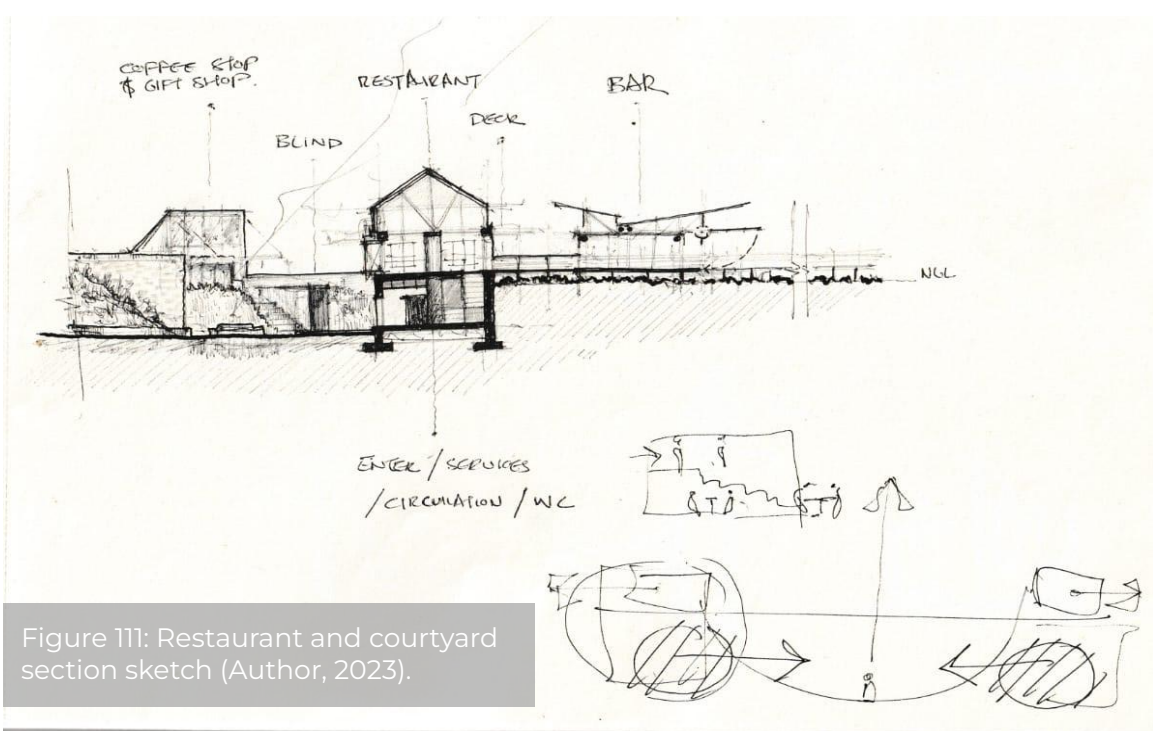 COFFEE STOP
& GIFT SHOP.
BLIND
RESTAURANT
DECK
BAR
NGL
ENTER / SERVICES
/ CIRCULATION / WC
Figure 111: Restaurant and courtyard
section sketch (Author, 2023).